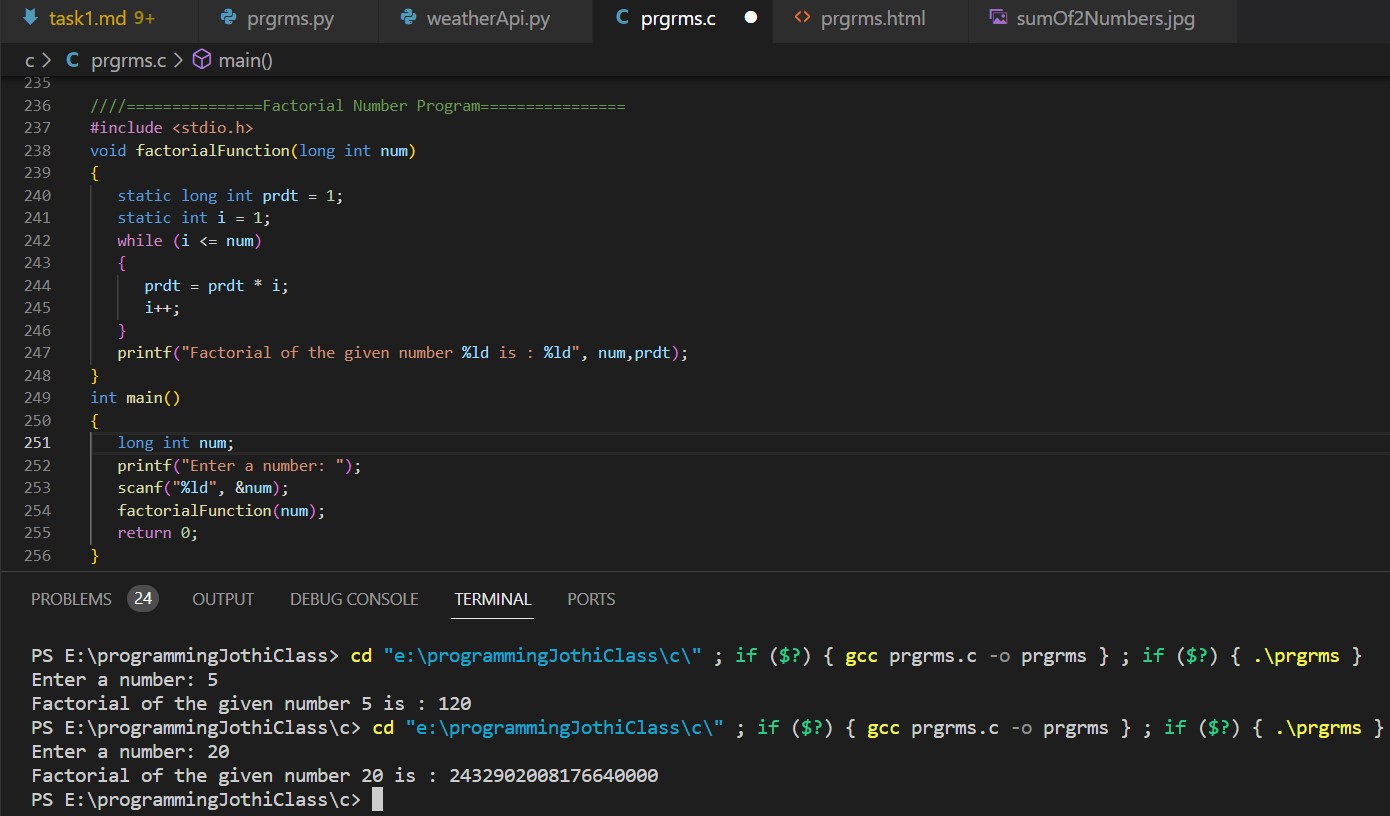 task1.md 9+ prgrms.py weatherApi.py prgrms.c prgrms.html sumOf2Numbers.jpg
c > C prgrms.c > main()
235
236 ////===============Factorial Number Program================
237 #include <stdio.h>
238 void factorialFunction(long int num)
239 {
240 static long int prdt = 1;
241 static int i = 1;
242 while (i <= num)
243 {
244 prdt = prdt * i;
245 i++;
246 }
247 printf("Factorial of the given number %ld is : %ld", num,prdt);
248 }
249 int main()
250 {
251 long int num;
252 printf("Enter a number: ");
253 scanf("%ld", &num);
254 factorialFunction(num);
255 return 0;
256 }
PROBLEMS 24 OUTPUT DEBUG CONSOLE TERMINAL PORTS
PS E:\programmingJothiClass> cd "e:\programmingJothiClass\c\" ; if ($?) { gcc prgrms.c -o prgrms } ; if ($?) { .\prgrms }
Enter a number: 5
Factorial of the given number 5 is : 120
PS E:\programmingJothiClass\c> cd "e:\programmingJothiClass\c\" ; if ($?) { gcc prgrms.c -o prgrms } ; if ($?) { .\prgrms }
Enter a number: 20
Factorial of the given number 20 is : 2432902008176640000
PS E:\programmingJothiClass\c>